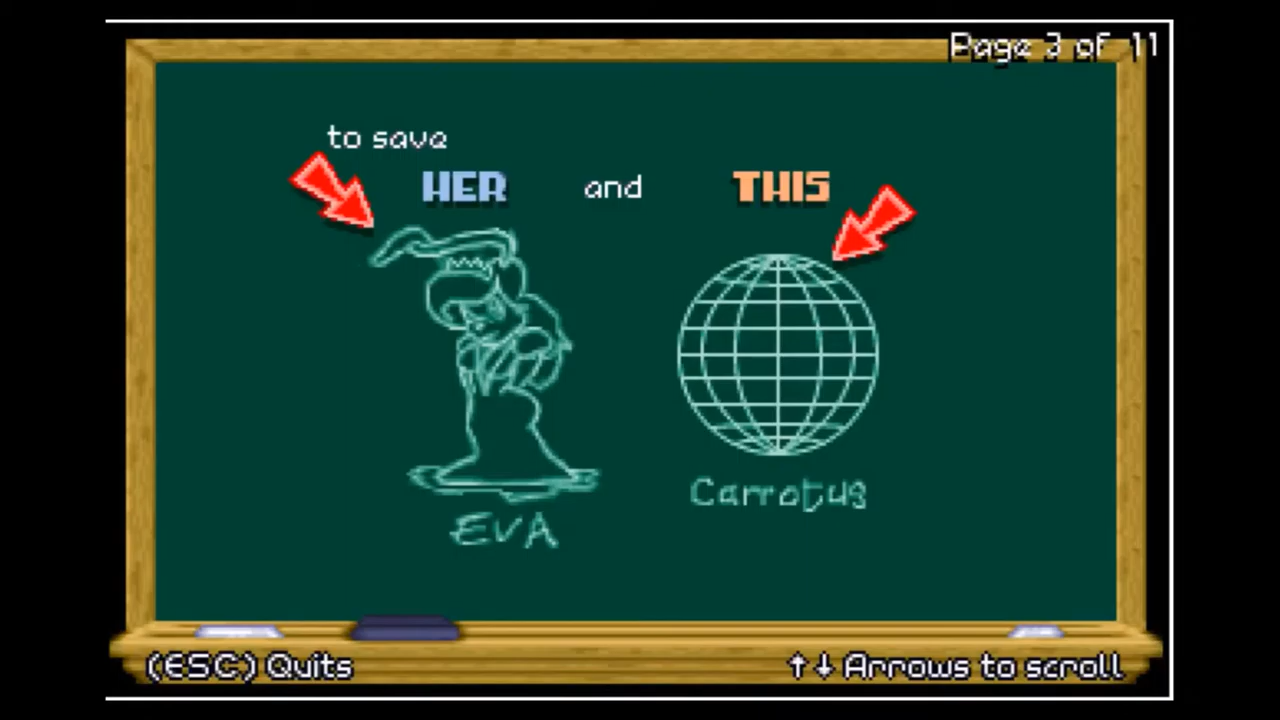 Page 3 of 11
to save
HER and THIS
EVA
Carrotus
(ESC) Quits
↑↓ Arrows to scroll